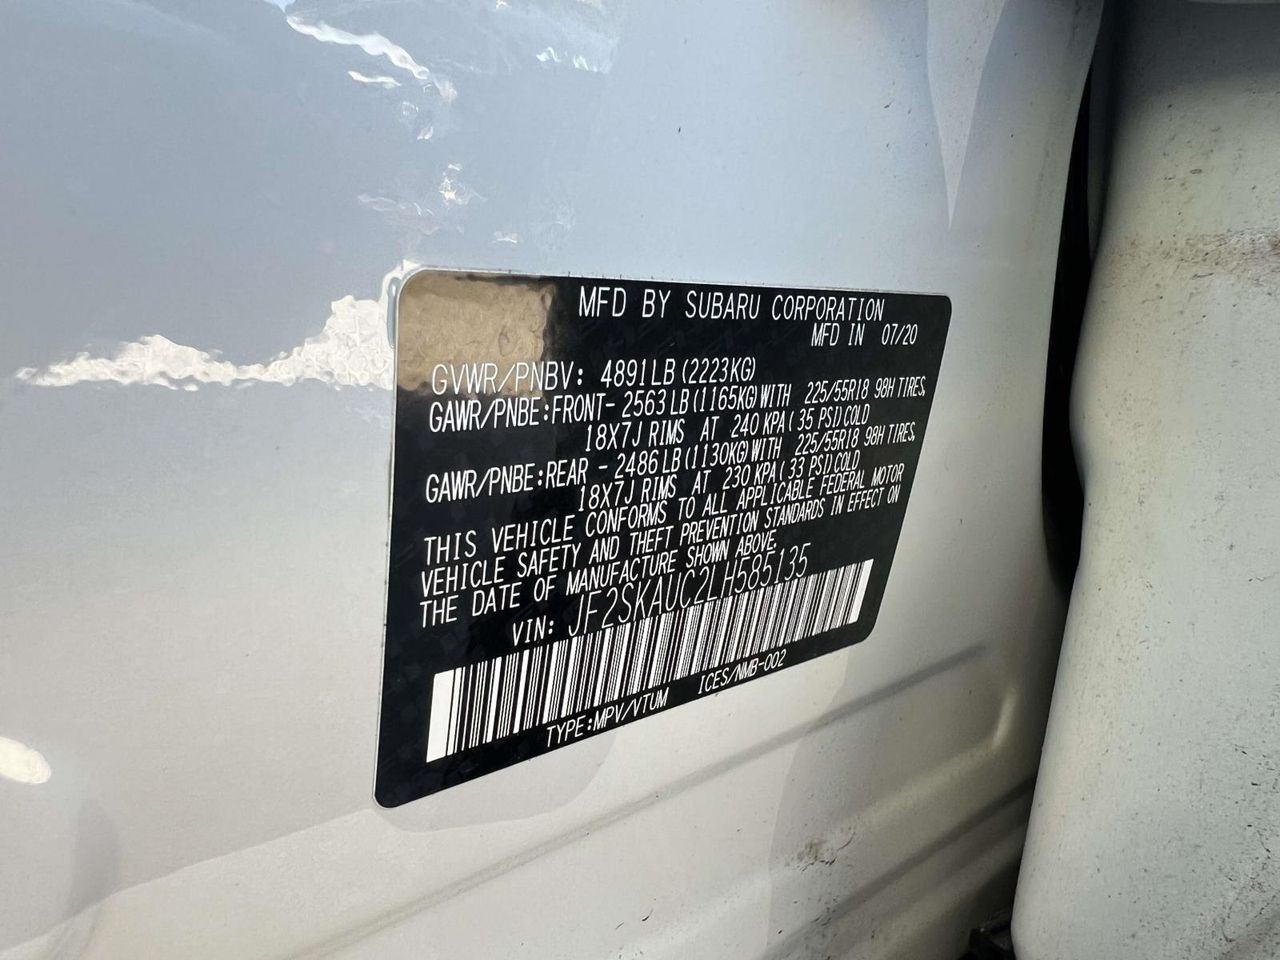 MFD BY SUBARU CORPORATION
MFD IN 07/20
GVWR/PNBV: 4891LB (2223KG)
GAWR/PNBE:FRONT- 2563LB (1165KG)WITH 225/55R18 98H TIRES,
18X7J RIMS AT 240 KPA (35 PSI)COLD
GAWR/PNBE:REAR - 2486LB (1130KG)WITH 225/55R18 98H TIRES,
18X7J RIMS AT 230 KPA (33 PSI)COLD
THIS VEHICLE CONFORMS TO ALL APPLICABLE FEDERAL MOTOR
VEHICLE SAFETY AND THEFT PREVENTION STANDARDS IN EFFECT ON
THE DATE OF MANUFACTURE SHOWN ABOVE.
VIN: JF2SKAUC2LH585135
TYPE:MPV/VTUM ICES/NMB-002